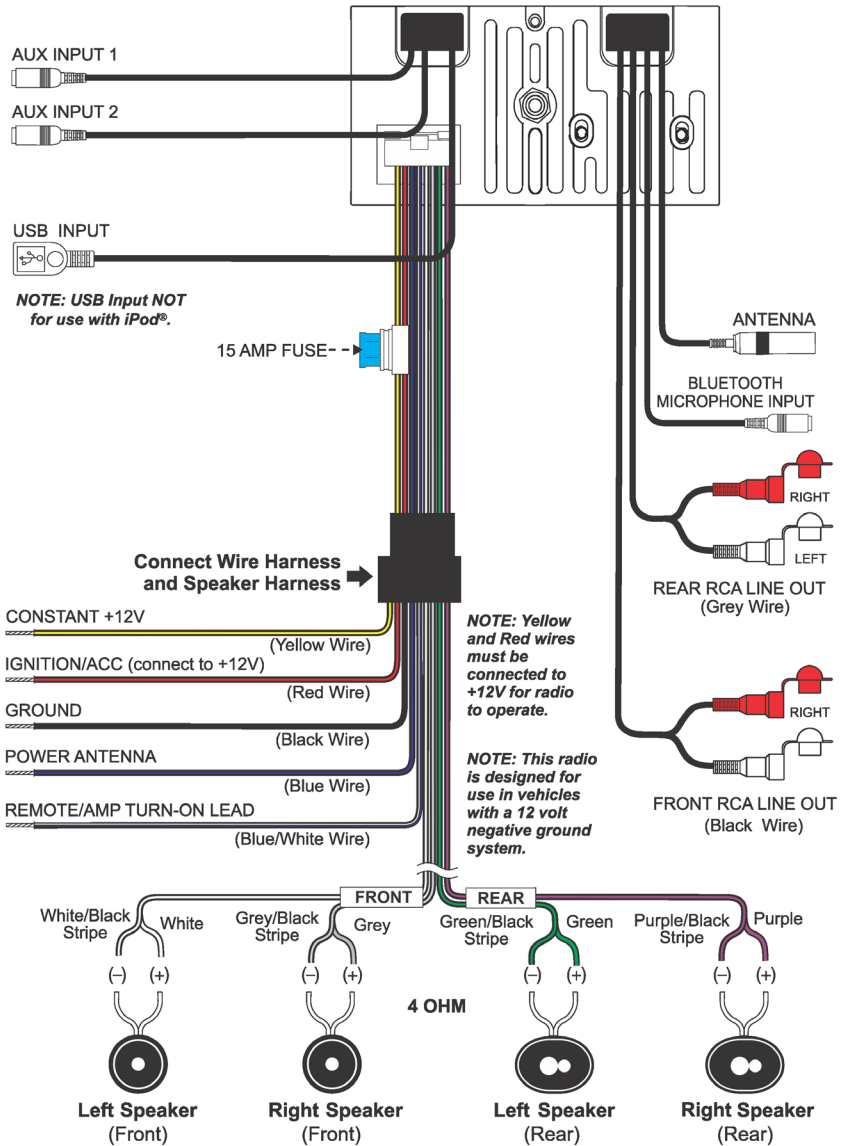 AUX INPUT 1
AUX INPUT 2
USB INPUT
NOTE: USB Input NOT
for use with iPod®.
15 AMP FUSE
ANTENNA
BLUETOOTH
MICROPHONE INPUT
RIGHT
LEFT
REAR RCA LINE OUT
(Grey Wire)
Connect Wire Harness
and Speaker Harness
CONSTANT +12V
(Yellow Wire)
IGNITION/ACC (connect to +12V)
(Red Wire)
GROUND
(Black Wire)
POWER ANTENNA
(Blue Wire)
REMOTE/AMP TURN-ON LEAD
(Blue/White Wire)
NOTE: Yellow
and Red wires
must be
connected to
+12V for radio
to operate.
NOTE: This radio
is designed for
use in vehicles
with a 12 volt
negative ground
system.
RIGHT
FRONT RCA LINE OUT
(Black Wire)
FRONT
REAR
White/Black
Stripe
White
Grey/Black
Stripe
Grey
Green/Black
Stripe
Green
Purple/Black
Stripe
Purple
(–) (+)
(–) (+)
(–) (+)
(–) (+)
4 OHM
Left Speaker
(Front)
Right Speaker
(Front)
Left Speaker
(Rear)
Right Speaker
(Rear)